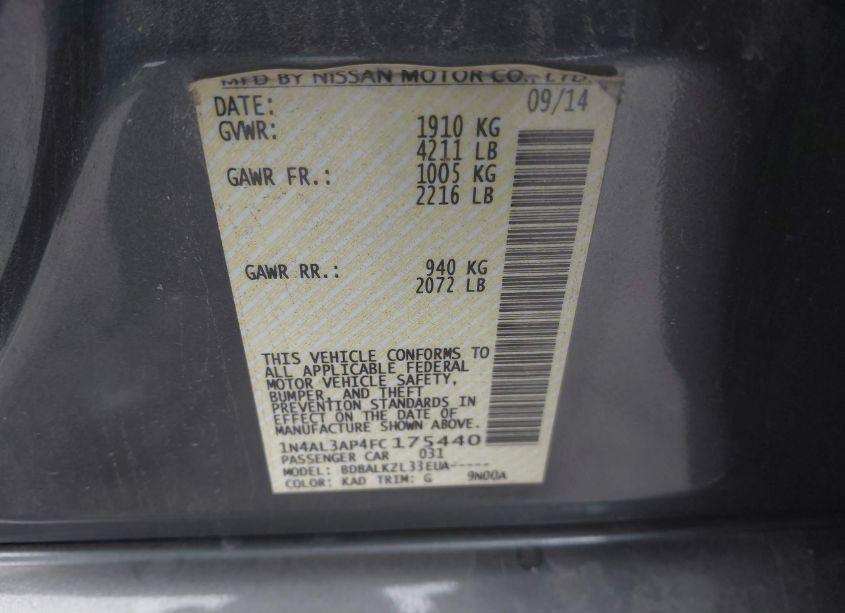 MFD BY NISSAN MOTOR CO., LTD.
DATE: 09/14
GVWR: 1910 KG
4211 LB
GAWR FR.: 1005 KG
2216 LB
GAWR RR.: 940 KG
2072 LB
THIS VEHICLE CONFORMS TO
ALL APPLICABLE FEDERAL
MOTOR VEHICLE SAFETY,
BUMPER, AND THEFT
PREVENTION STANDARDS IN
EFFECT ON THE DATE OF
MANUFACTURE SHOWN ABOVE.
1N4AL3AP4FC175440
PASSENGER CAR 031
MODEL: BDBALKZL33EUA-----
COLOR: KAD TRIM: G 9N00A